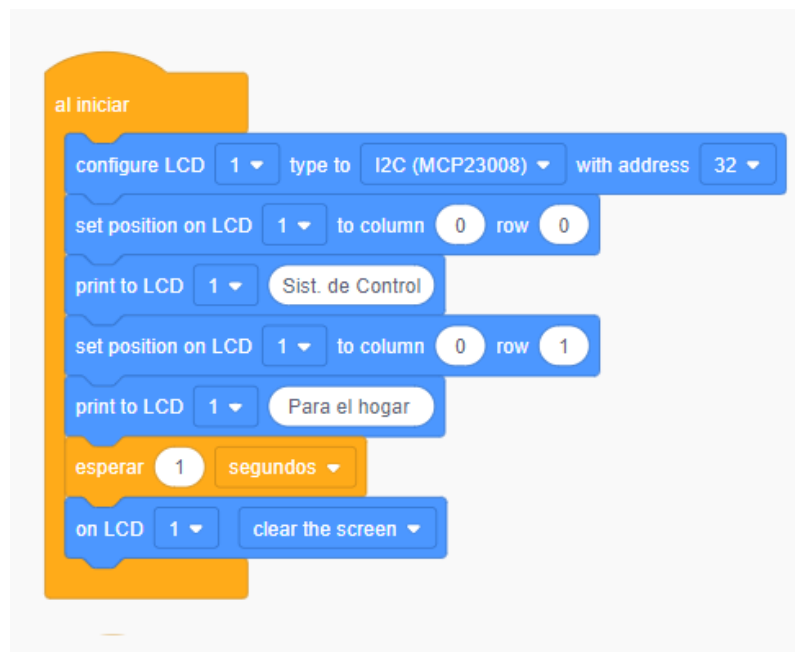 al iniciar
configure LCD 1 type to I2C (MCP23008) with address 32
set position on LCD 1 to column 0 row 0
print to LCD 1 Sist. de Control
set position on LCD 1 to column 0 row 1
print to LCD 1 Para el hogar
esperar 1 segundos
on LCD 1 clear the screen